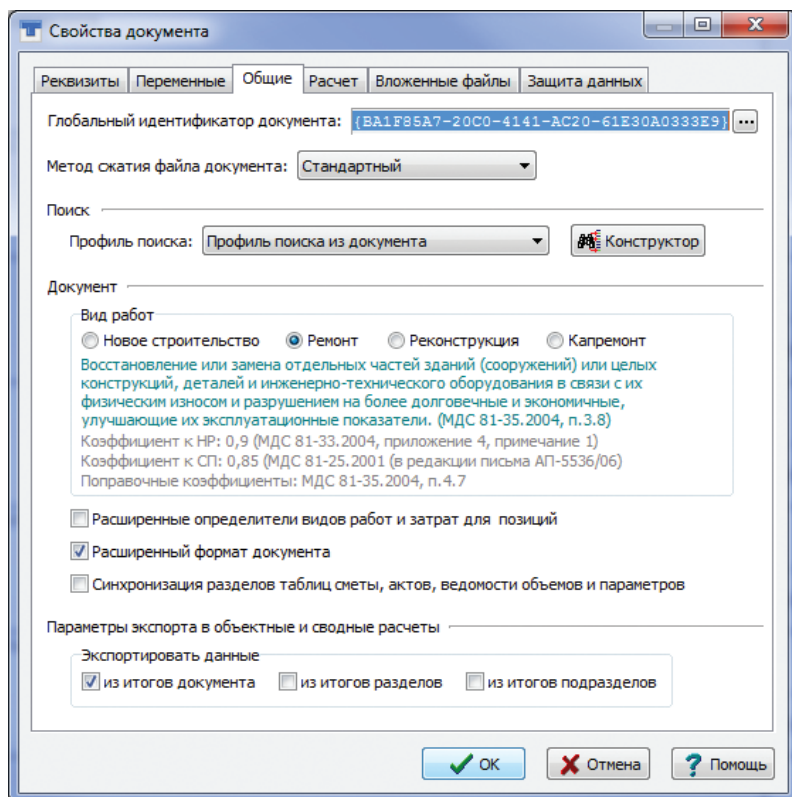 Свойства документа
Реквизиты Переменные Общие Расчет Вложенные файлы Защита данных
Глобальный идентификатор документа: {BA1F85A7-20C0-4141-AC20-61E30A0333E9} ...
Метод сжатия файла документа: Стандартный
Поиск
Профиль поиска: Профиль поиска из документа Конструктор
Документ
Вид работ
Новое строительство Ремонт Реконструкция Капремонт
Восстановление или замена отдельных частей зданий (сооружений) или целых
конструкций, деталей и инженерно-технического оборудования в связи с их
физическим износом и разрушением на более долговечные и экономичные,
улучшающие их эксплуатационные показатели. (МДС 81-35.2004, п.3.8)
Коэффициент к НР: 0,9 (МДС 81-33.2004, приложение 4, примечание 1)
Коэффициент к СП: 0,85 (МДС 81-25.2001 (в редакции письма АП-5536/06)
Поправочные коэффициенты: МДС 81-35.2004, п.4.7
Расширенные определители видов работ и затрат для позиций
Расширенный формат документа
Синхронизация разделов таблиц сметы, актов, ведомости объемов и параметров
Параметры экспорта в объектные и сводные расчеты
Экспортировать данные
из итогов документа из итогов разделов из итогов подразделов
OK Отмена Помощь